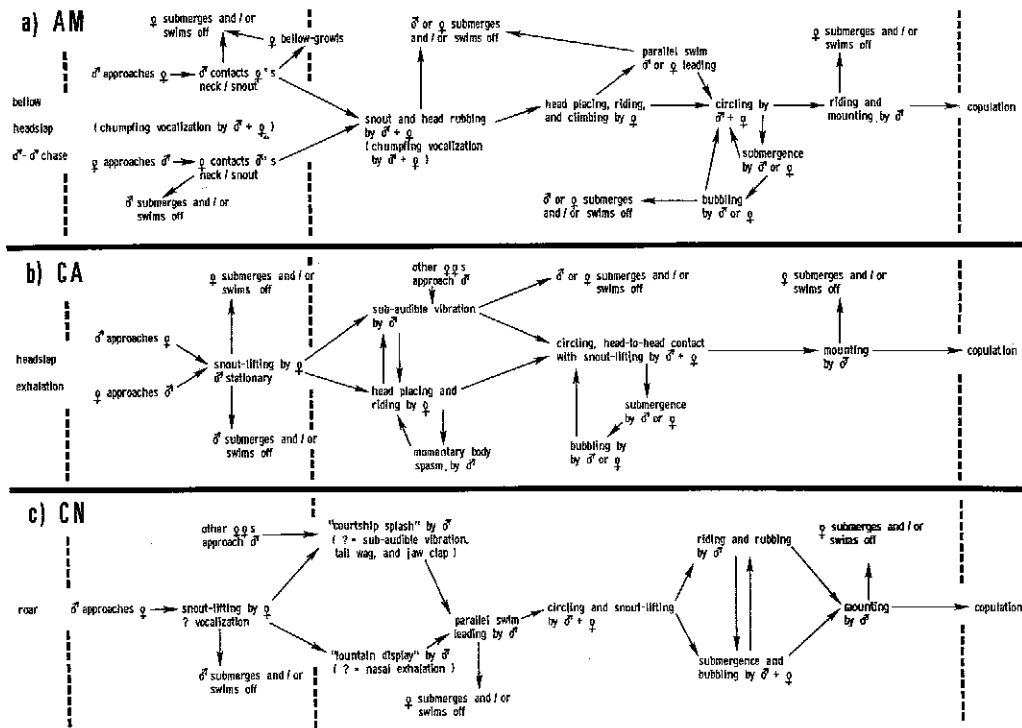 a) AM
♀ submerges and / or
swims off
♀ bellow-growls
♂ approaches ♀
♂ contacts ♀'s
neck / snout
bellow
headslap
♂-♂ chase
( chumpfing vocalization by ♂ + ♀ )
♀ approaches ♂
♀ contacts ♂'s
neck / snout
♂ submerges and / or
swims off
♂ or ♀ submerges
and / or swims off
snout and head rubbing
by ♂ + ♀
( chumpfing vocalization
by ♂ + ♀ )
head placing, riding,
and climbing by ♀
parallel swim
♂ or ♀ leading
circling by
♂ + ♀
submergence
by ♂ or ♀
bubbling
by ♂ or ♀
♂ or ♀ submerges
and / or swims off
♀ submerges and / or
swims off
riding and
mounting by ♂
copulation
b) CA
♀ submerges and / or
swims off
♂ approaches ♀
headslap
exhalation
♀ approaches ♂
snout-lifting by ♀
♂ stationary
♂ submerges and / or
swims off
other ♀♀s
approach ♂
sub-audible vibration
by ♂
head placing and
riding by ♀
momentary body
spasm, by ♂
♂ or ♀ submerges and / or
swims off
circling, head-to-head contact
with snout-lifting by ♂ + ♀
submergence
by ♂ or ♀
bubbling by
by ♂ or ♀
♀ submerges and / or
swims off
mounting
by ♂
copulation
c) CN
other ♀♀s
approach ♂
roar
♂ approaches ♀
snout-lifting by ♀
? vocalization
♂ submerges and / or
swims off
"courtship splash" by ♂
( ? = sub-audible vibration,
tail wag, and jaw clap )
"fountain display" by ♂
( ? = nasal exhalation )
parallel swim
leading by ♂
♀ submerges and / or
swims off
circling and snout-lifting
by ♂ + ♀
riding and rubbing
by ♂
submergence and
bubbling by ♂ + ♀
♀ submerges and / or
swims off
mounting
by ♂
copulation